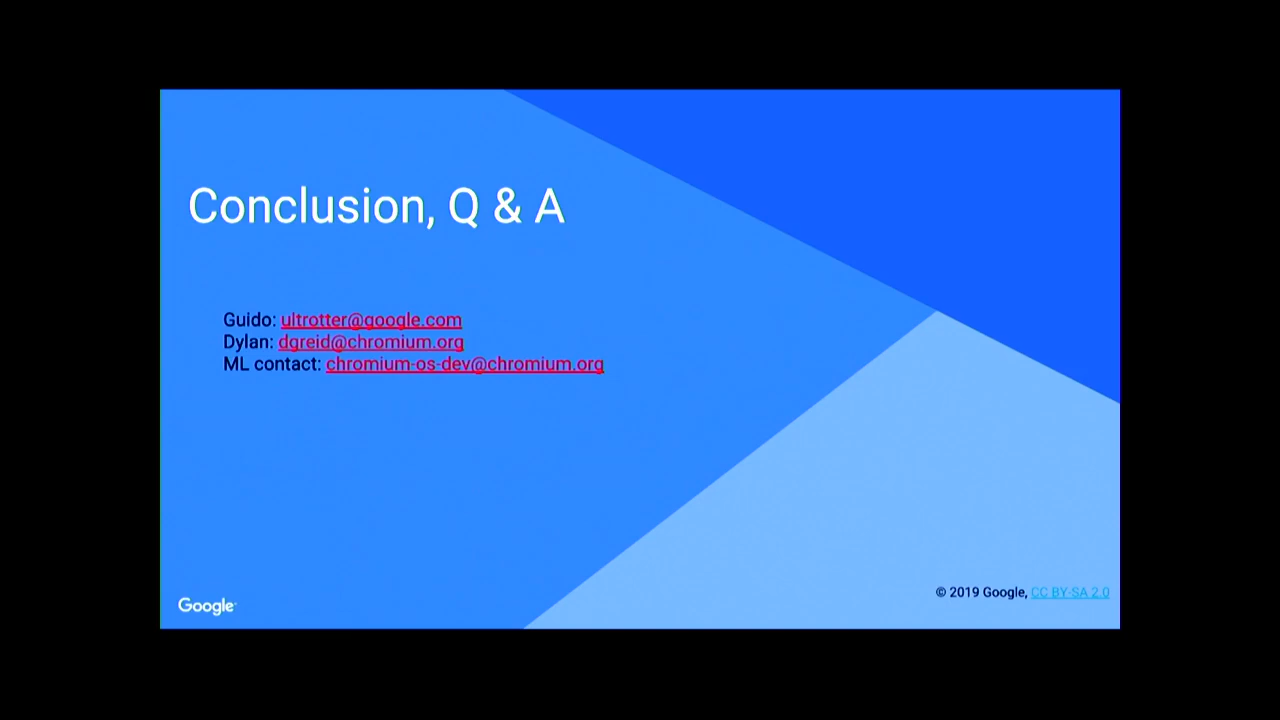 Conclusion, Q & A
Guido: ultrotter@google.com
Dylan: dgreid@chromium.org
ML contact: chromium-os-dev@chromium.org
Google
© 2019 Google, CC BY-SA 2.0